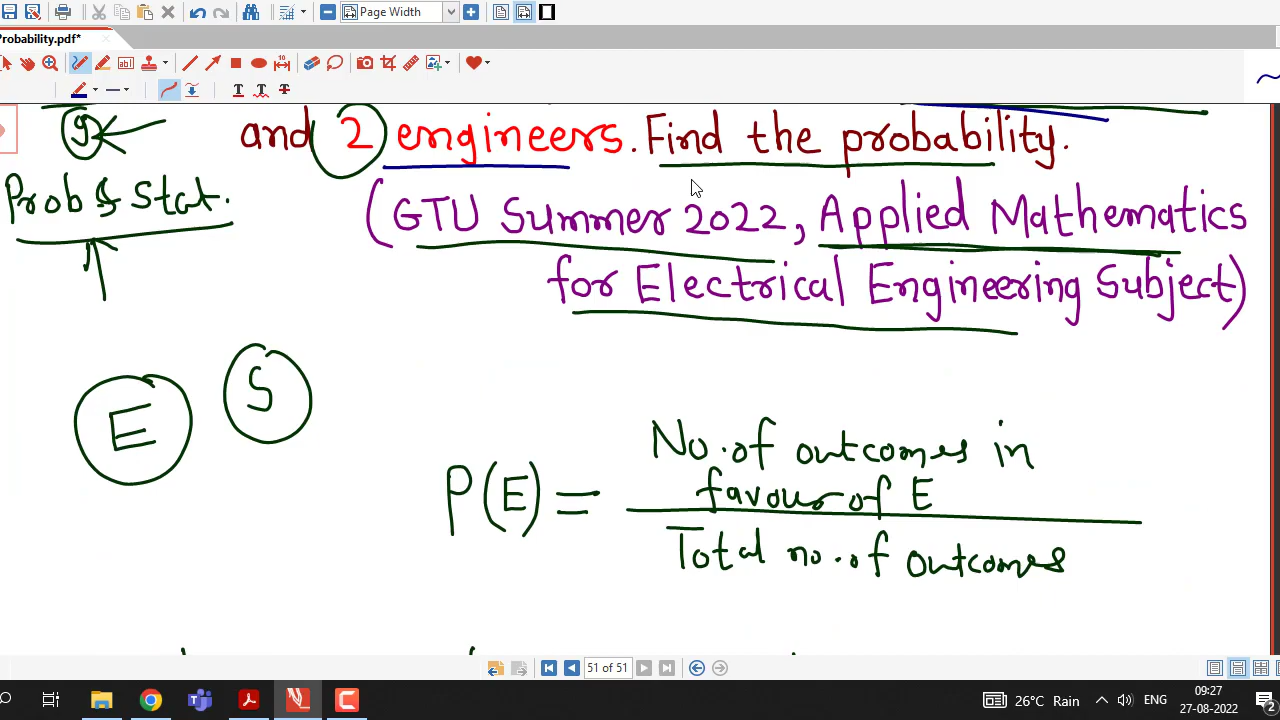 Page Width
Probability.pdf*
10
and 2 engineers. Find the probability.
g
Prob & Stat.
(GTU Summer 2022, Applied Mathematics
for Electrical Engineering Subject)
E
S
P(E) =
No. of outcomes in
favour of E
Total no. of outcomes
51 of 51
26°C Rain
ENG
09:27
27-08-2022
2